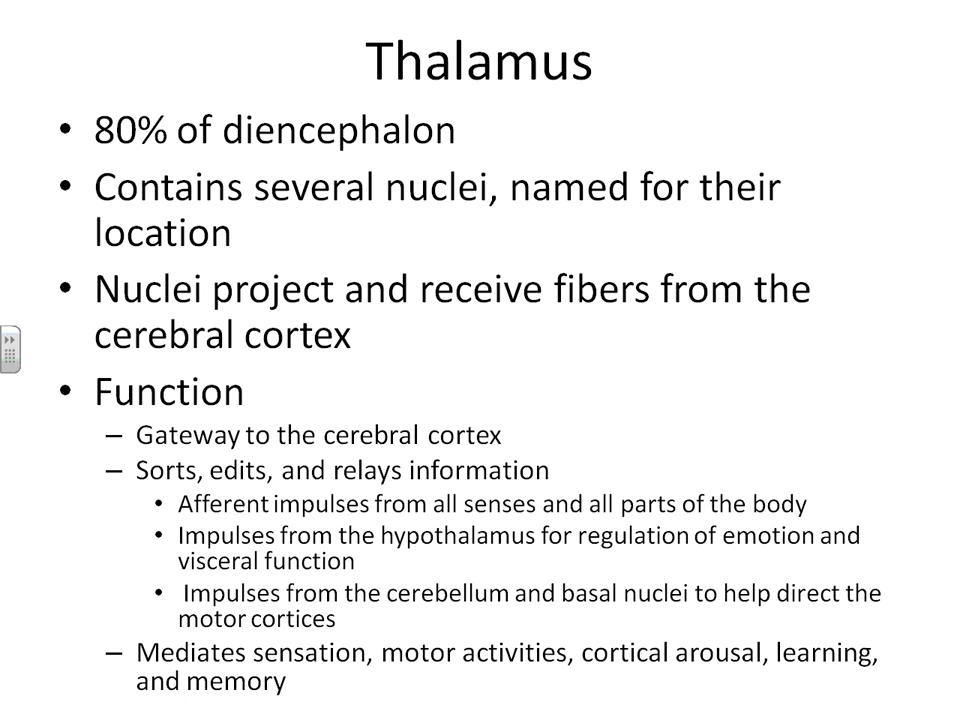 Thalamus
• 80% of diencephalon
• Contains several nuclei, named for their
location
• Nuclei project and receive fibers from the
cerebral cortex
• Function
– Gateway to the cerebral cortex
– Sorts, edits, and relays information
• Afferent impulses from all senses and all parts of the body
• Impulses from the hypothalamus for regulation of emotion and
visceral function
• Impulses from the cerebellum and basal nuclei to help direct the
motor cortices
– Mediates sensation, motor activities, cortical arousal, learning,
and memory